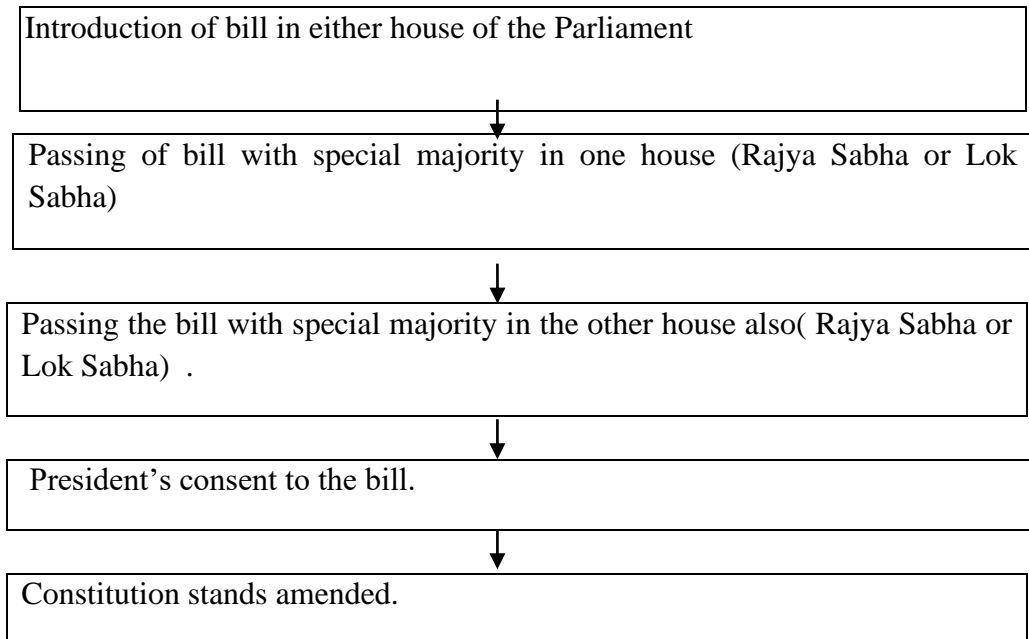 Introduction of bill in either house of the Parliament
Passing of bill with special majority in one house (Rajya Sabha or Lok
Sabha)
Passing the bill with special majority in the other house also( Rajya Sabha or
Lok Sabha)  .
President’s consent to the bill.
Constitution stands amended.